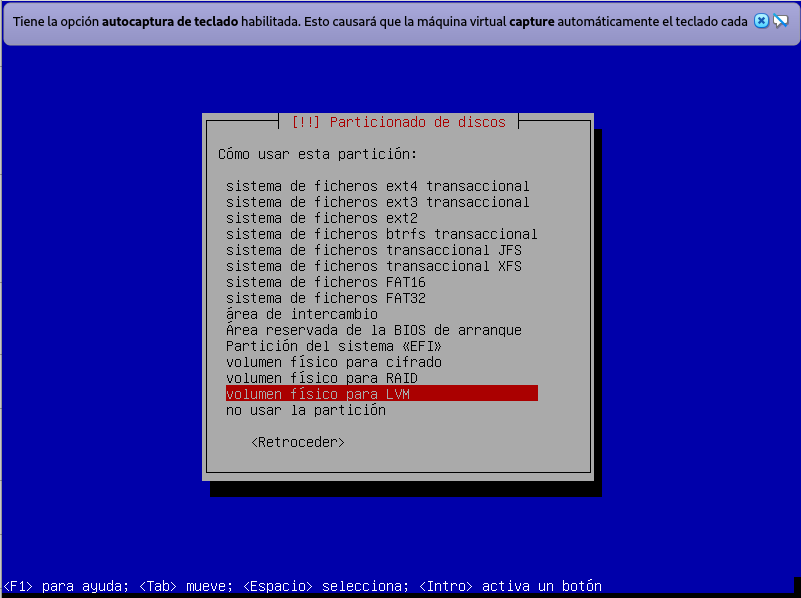 Tiene la opción autocaptura de teclado habilitada. Esto causará que la máquina virtual capture automáticamente el teclado cada
[!!] Particionado de discos
Cómo usar esta partición:
sistema de ficheros ext4 transaccional
sistema de ficheros ext3 transaccional
sistema de ficheros ext2
sistema de ficheros btrfs transaccional
sistema de ficheros transaccional JFS
sistema de ficheros transaccional XFS
sistema de ficheros FAT16
sistema de ficheros FAT32
área de intercambio
Área reservada de la BIOS de arranque
Partición del sistema «EFI»
volumen físico para cifrado
volumen físico para RAID
volumen físico para LVM
no usar la partición
<Retroceder>
<F1> para ayuda; <Tab> mueve; <Espacio> selecciona; <Intro> activa un botón